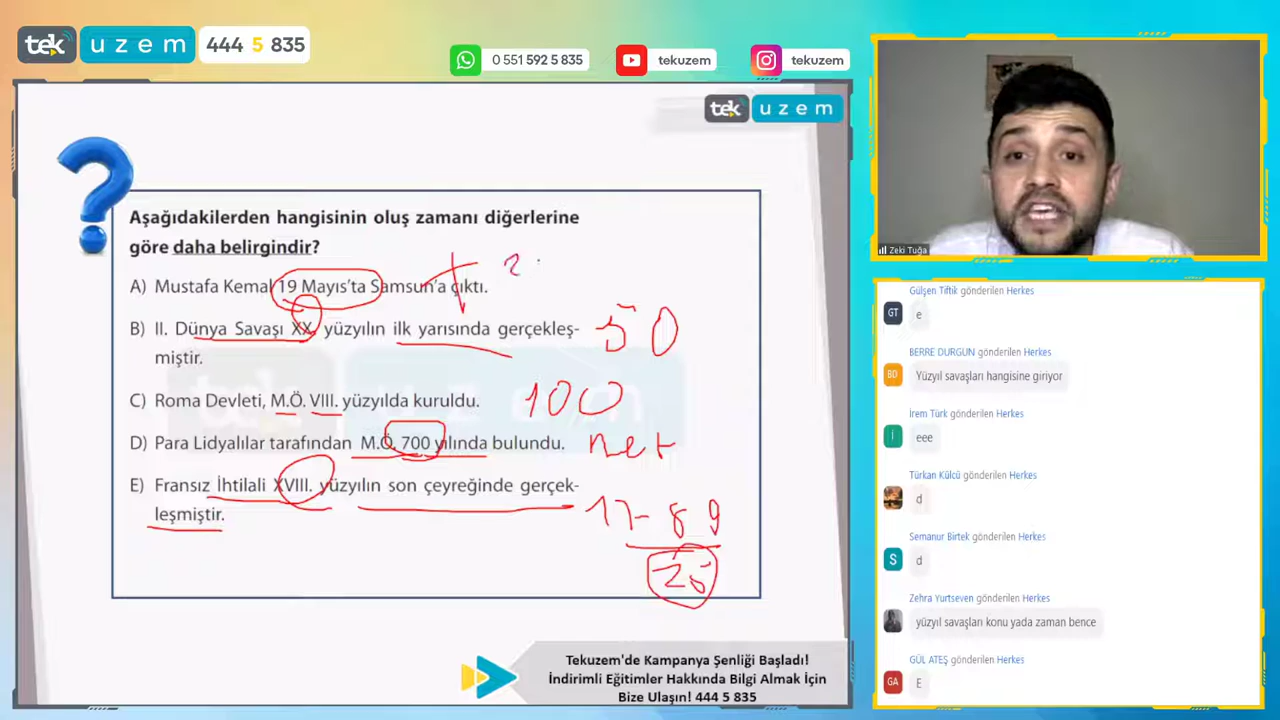 tek
uzem
444 5 835
0 551 592 5 835
tekuzem
tekuzem
tek uzem
Aşağıdakilerden hangisinin oluş zamanı diğerlerine
göre daha belirgindir?
A) Mustafa Kemal 19 Mayıs'ta Samsun'a çıktı.
B) II. Dünya Savaşı XX. yüzyılın ilk yarısında gerçekleş-
miştir.
50
C) Roma Devleti, M.Ö. VIII. yüzyılda kuruldu.
100
D) Para Lidyalılar tarafından M.Ö. 700 yılında bulundu.
net
E) Fransız İhtilali XVIII. yüzyılın son çeyreğinde gerçek-
leşmiştir.
1789
25
Tekuzem'de Kampanya Şenliği Başladı!
İndirimli Eğitimler Hakkında Bilgi Almak İçin
Bize Ulaşın! 444 5 835
Zeki Tuğa
Gülşen Tiftik gönderilen Herkes
GT
e
BERRE DURGUN gönderilen Herkes
BD
Yüzyıl savaşları hangisine giriyor
İrem Türk gönderilen Herkes
İ
eee
Türkan Külcü gönderilen Herkes
d
Semanur Birtek gönderilen Herkes
S
d
Zehra Yurtseven gönderilen Herkes
yüzyıl savaşları konu yada zaman bence
GÜL ATEŞ gönderilen Herkes
GA
E